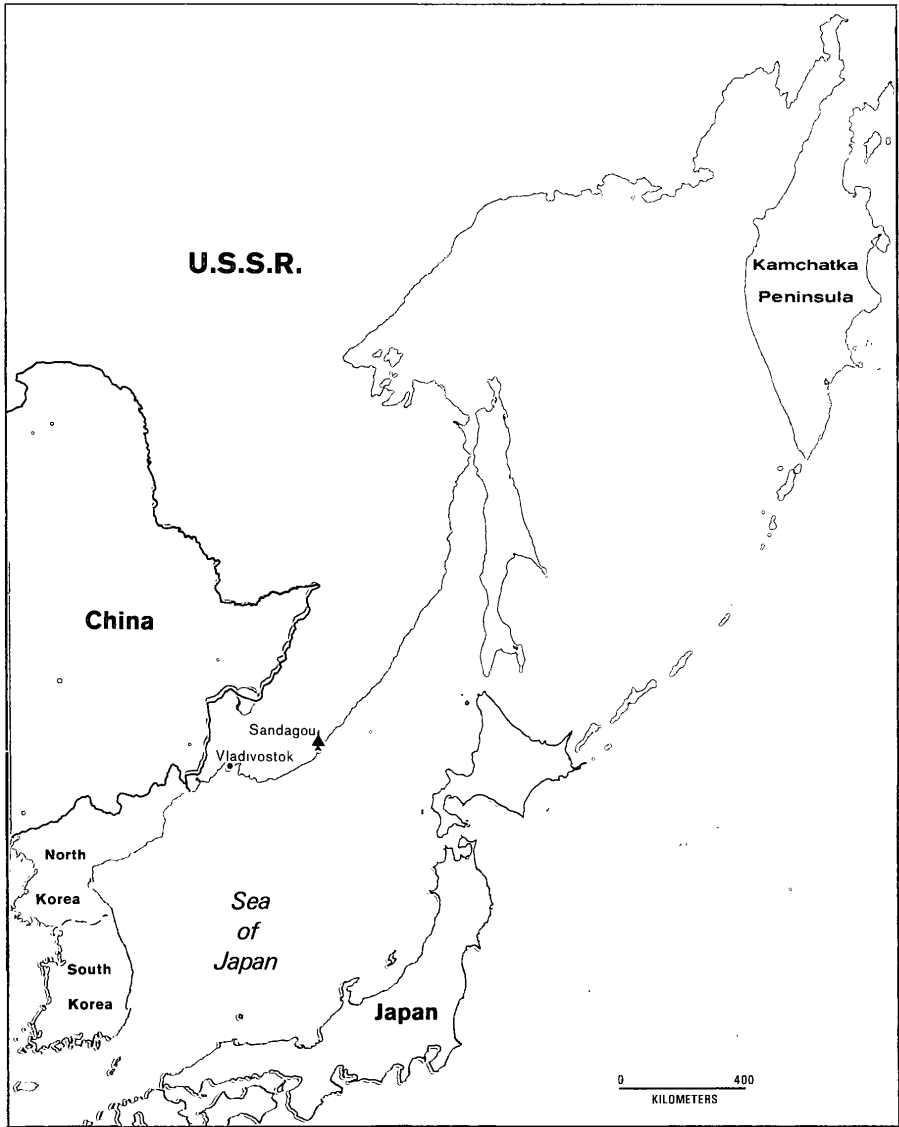 U.S.S.R.
Kamchatka
Peninsula
China
Sandagou
Vladivostok
North
Korea
Sea
of
Japan
South
Korea
Japan
0 400
KILOMETERS